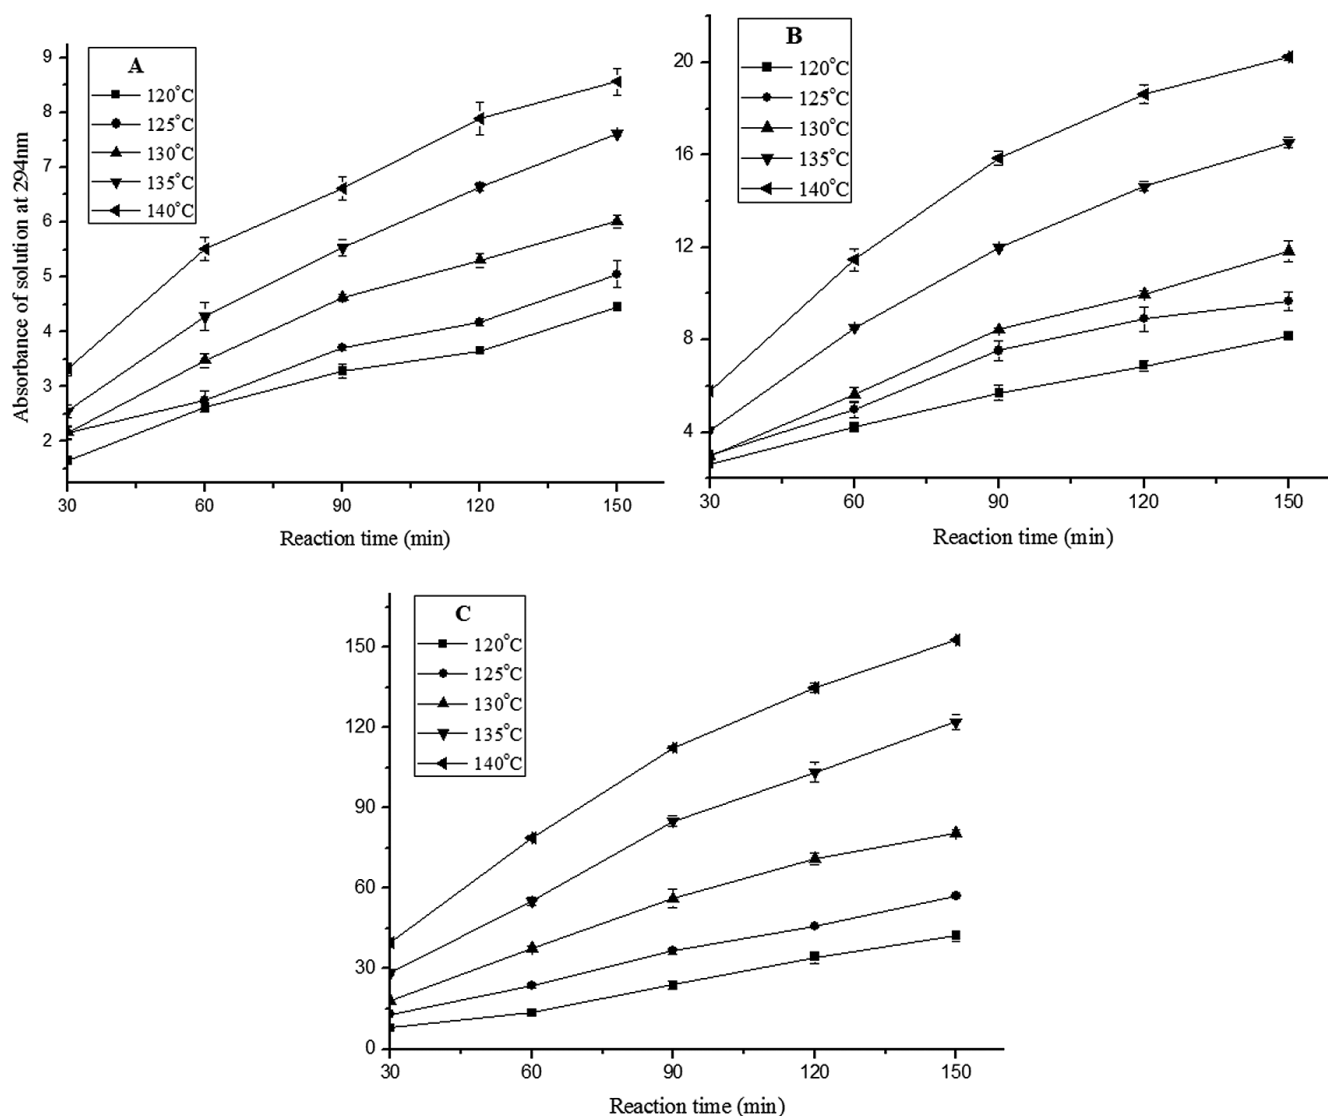 Absorbance of solution at 294nm
9
8
7
6
5
4
3
2
A
120°C
125°C
130°C
135°C
140°C
30 60 90 120 150
Reaction time (min)
20
16
12
8
4
B
120°C
125°C
130°C
135°C
140°C
30 60 90 120 150
Reaction time (min)
150
120
90
60
30
0
C
120°C
125°C
130°C
135°C
140°C
30 60 90 120 150
Reaction time (min)